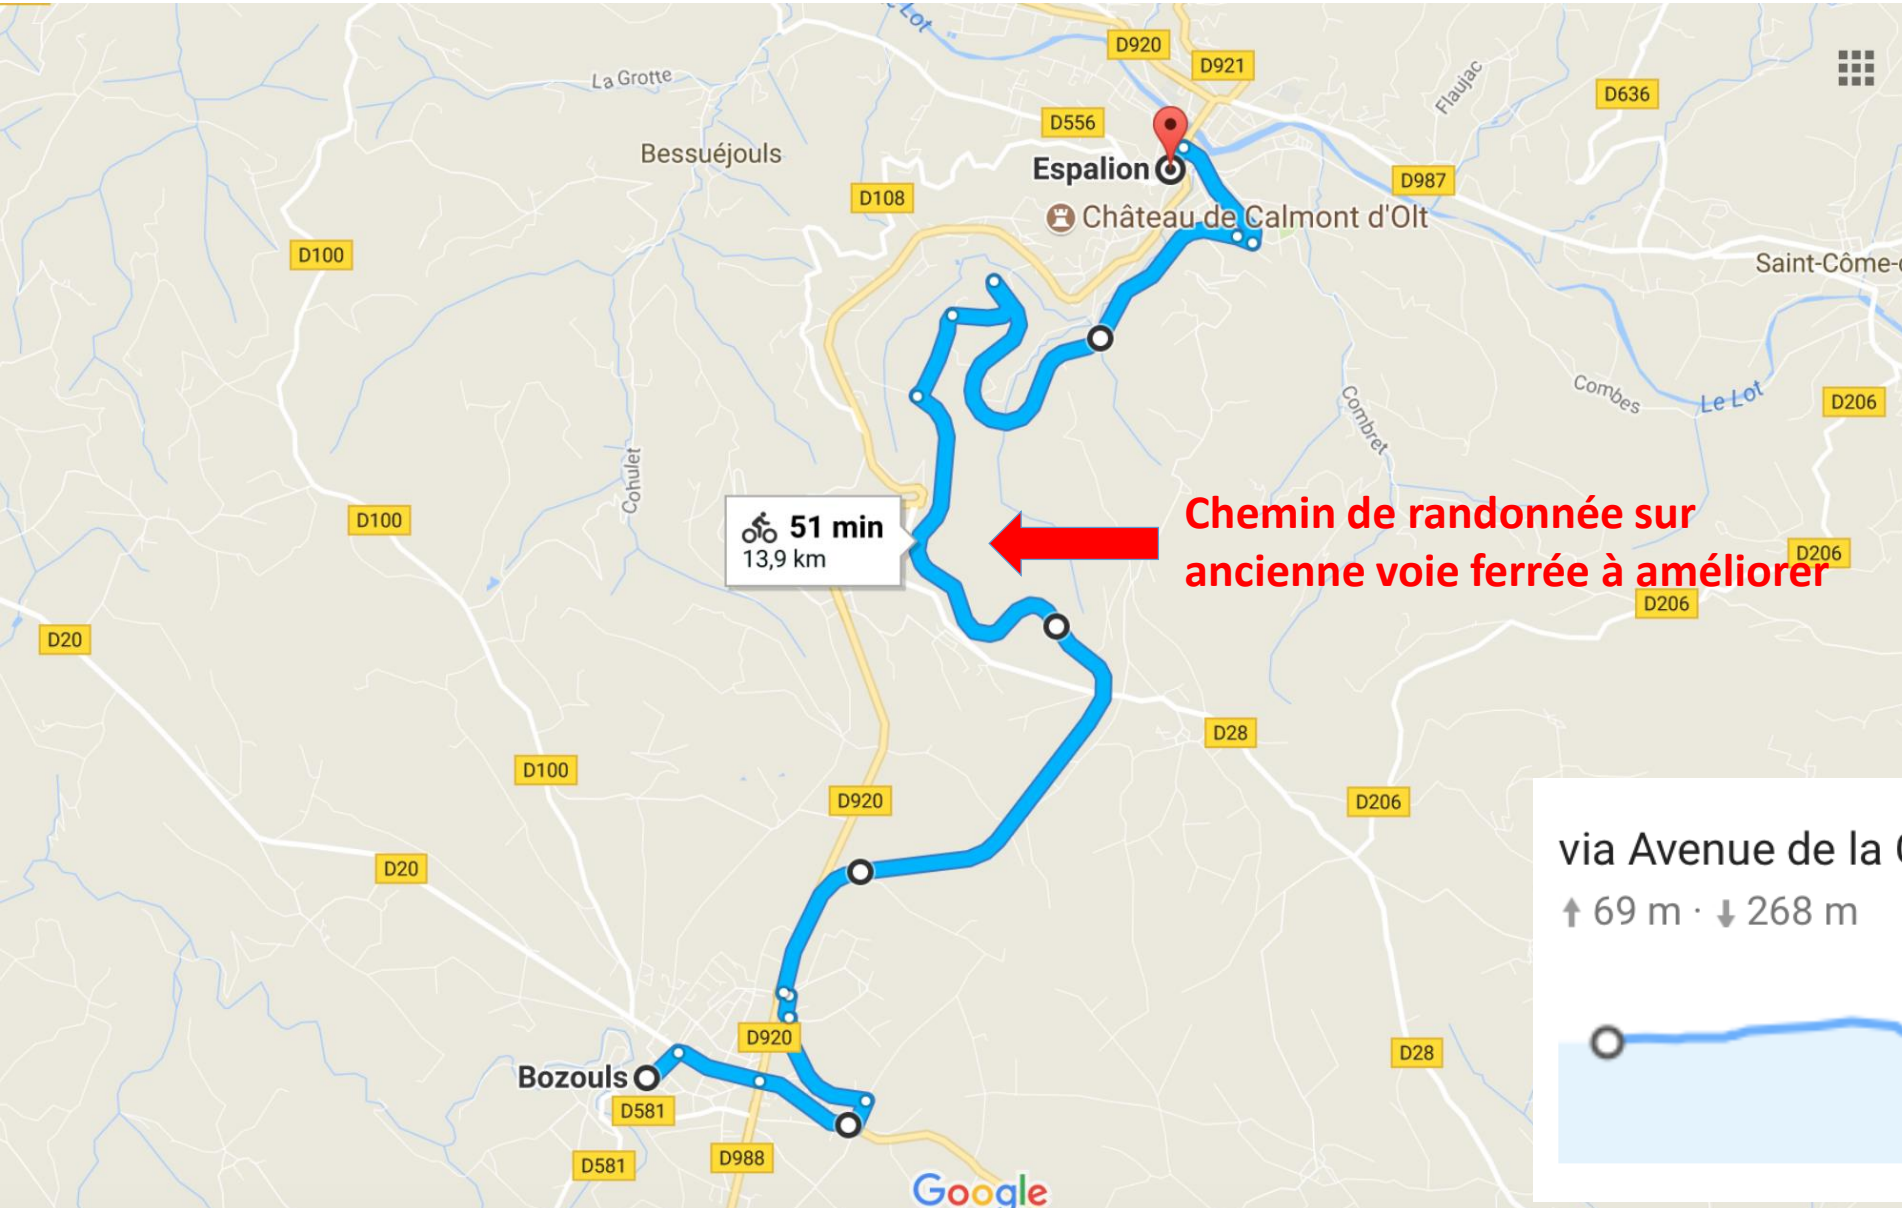 Le Lot
D920
D921
La Grotte
Flaujac
D636
D556
Bessuéjouls
Espalion
D987
D108
Château de Calmont d'Olt
D100
Saint-Côme-
Combes
Le Lot
D206
Combret
Cohulet
D100
51 min
13,9 km
Chemin de randonnée sur
ancienne voie ferrée à améliorer
D206
D206
D20
D28
D100
D920
D206
via Avenue de la
D20
↑ 69 m · ↓ 268 m
D920
D28
Bozouls
D581
D581
D988
Google